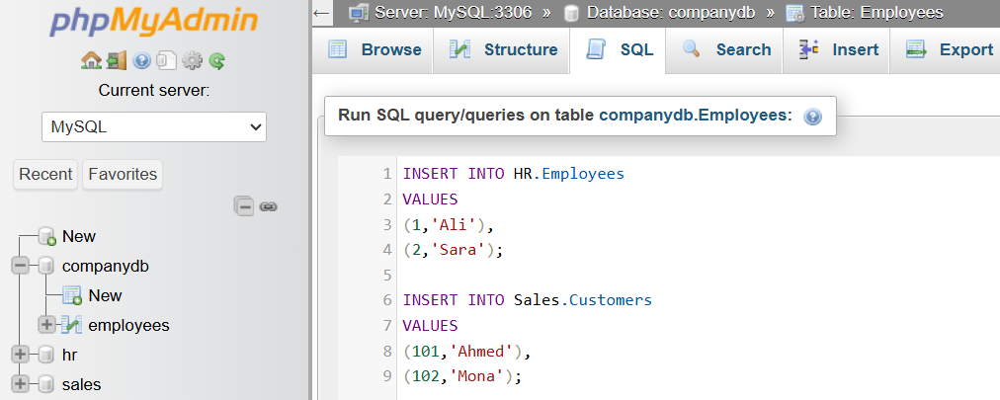 phpMyAdmin
Current server:
MySQL
Recent Favorites
New
companydb
New
employees
hr
sales
← Server: MySQL:3306 » Database: companydb » Table: Employees
Browse Structure SQL Search Insert Export
Run SQL query/queries on table companydb.Employees:
1 INSERT INTO HR.Employees
2 VALUES
3 (1,'Ali'),
4 (2,'Sara');
5
6 INSERT INTO Sales.Customers
7 VALUES
8 (101,'Ahmed'),
9 (102,'Mona');